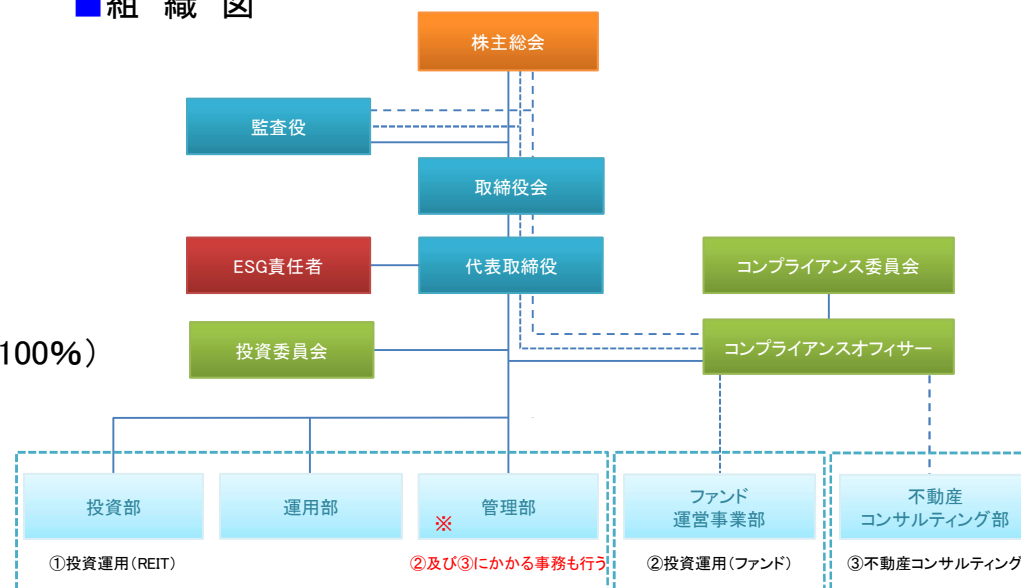 ■組 織 図
株主総会
監査役
取締役会
ESG責任者
代表取締役
コンプライアンス委員会
100%)
投資委員会
コンプライアンスオフィサー
投資部
運用部
※ 管理部
ファンド
運営事業部
不動産
コンサルティング部
①投資運用(REIT)
②及び③にかかる事務も行う
②投資運用(ファンド)
③不動産コンサルティング